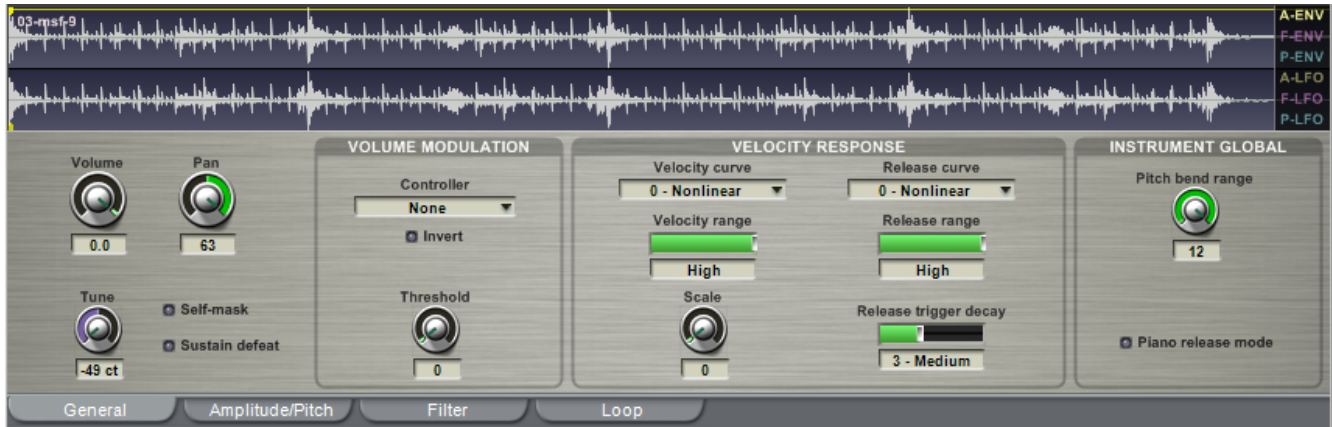 03-msf-9
A-ENV
F-ENV
P-ENV
A-LFO
F-LFO
P-LFO
Volume
0.0
Pan
63
Tune
-49 ct
Self-mask
Sustain defeat
VOLUME MODULATION
Controller
None
Invert
Threshold
0
VELOCITY RESPONSE
Velocity curve
0 - Nonlinear
Velocity range
High
Scale
0
Release curve
0 - Nonlinear
Release range
High
Release trigger decay
3 - Medium
INSTRUMENT GLOBAL
Pitch bend range
12
Piano release mode
General
Amplitude/Pitch
Filter
Loop